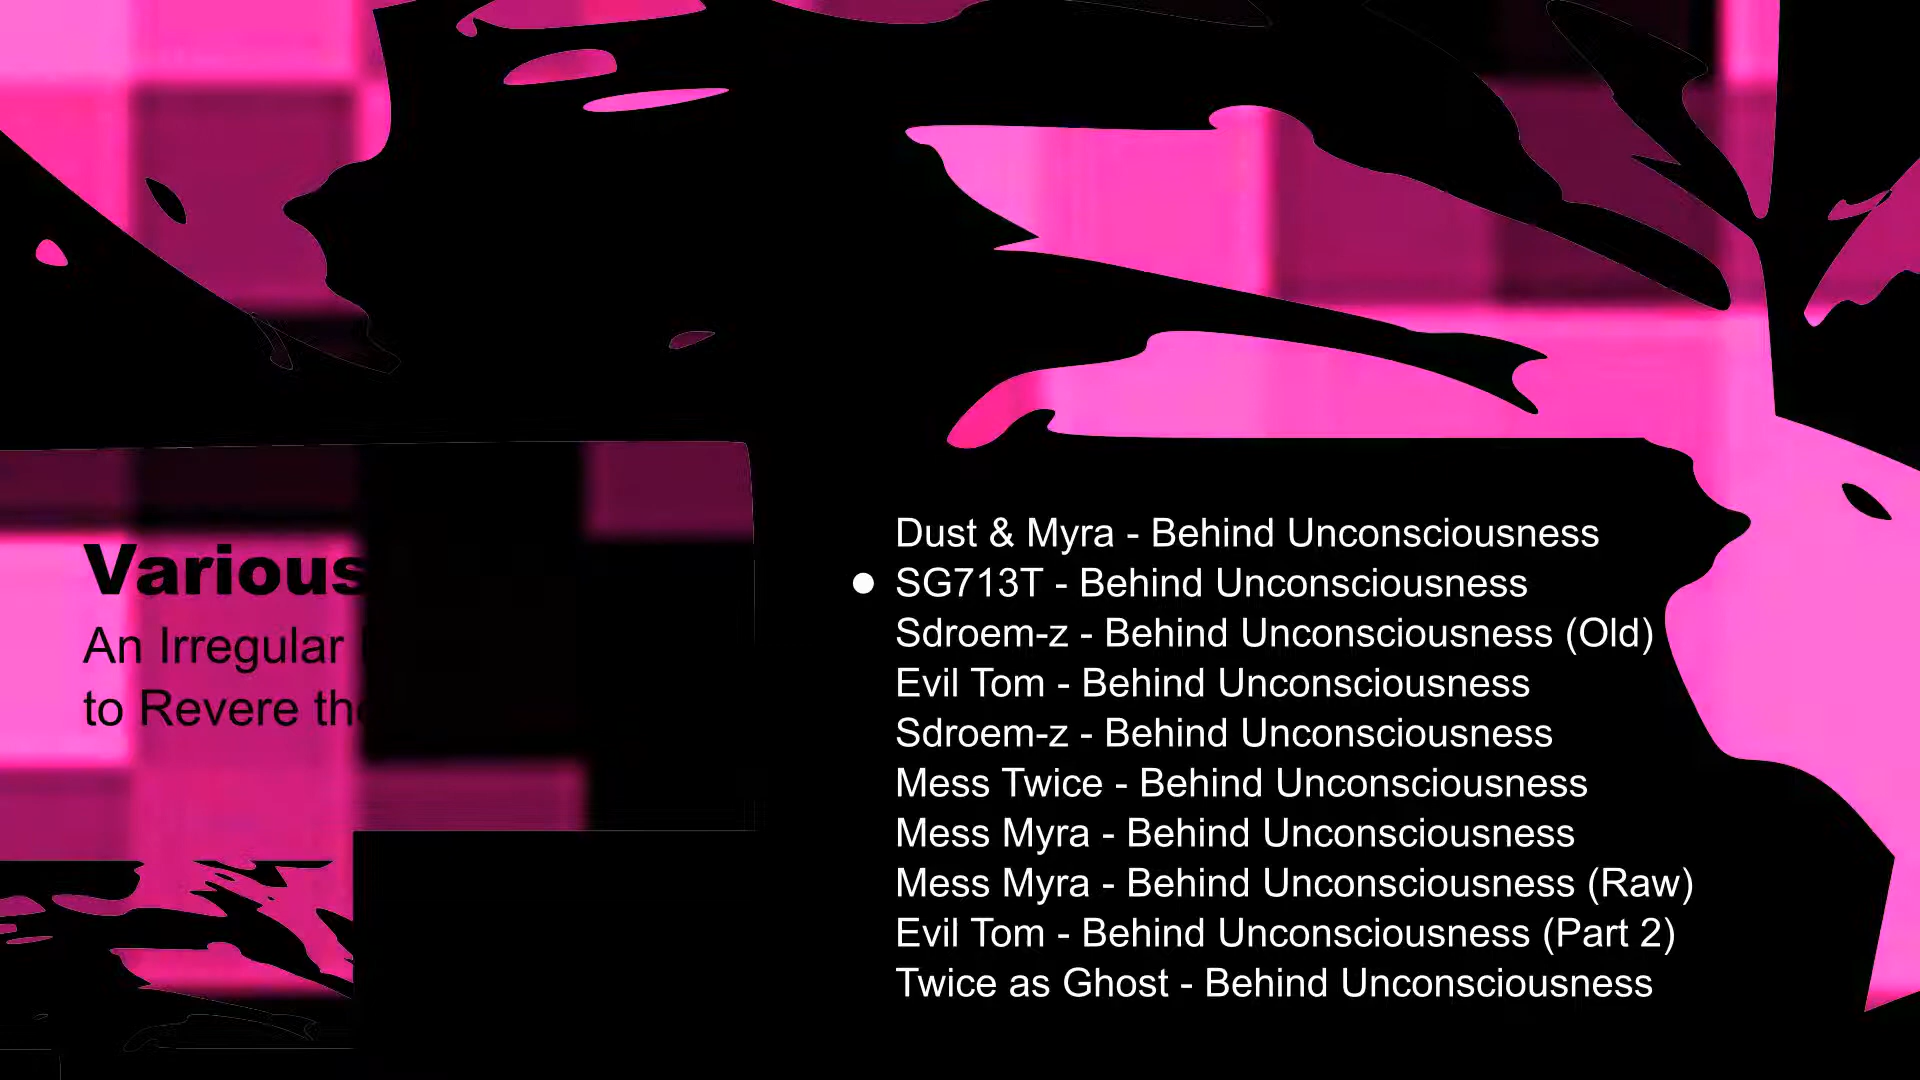 Various
An Irregular
to Revere the
Dust & Myra - Behind Unconsciousness
● SG713T - Behind Unconsciousness
Sdroem-z - Behind Unconsciousness (Old)
Evil Tom - Behind Unconsciousness
Sdroem-z - Behind Unconsciousness
Mess Twice - Behind Unconsciousness
Mess Myra - Behind Unconsciousness
Mess Myra - Behind Unconsciousness (Raw)
Evil Tom - Behind Unconsciousness (Part 2)
Twice as Ghost - Behind Unconsciousness